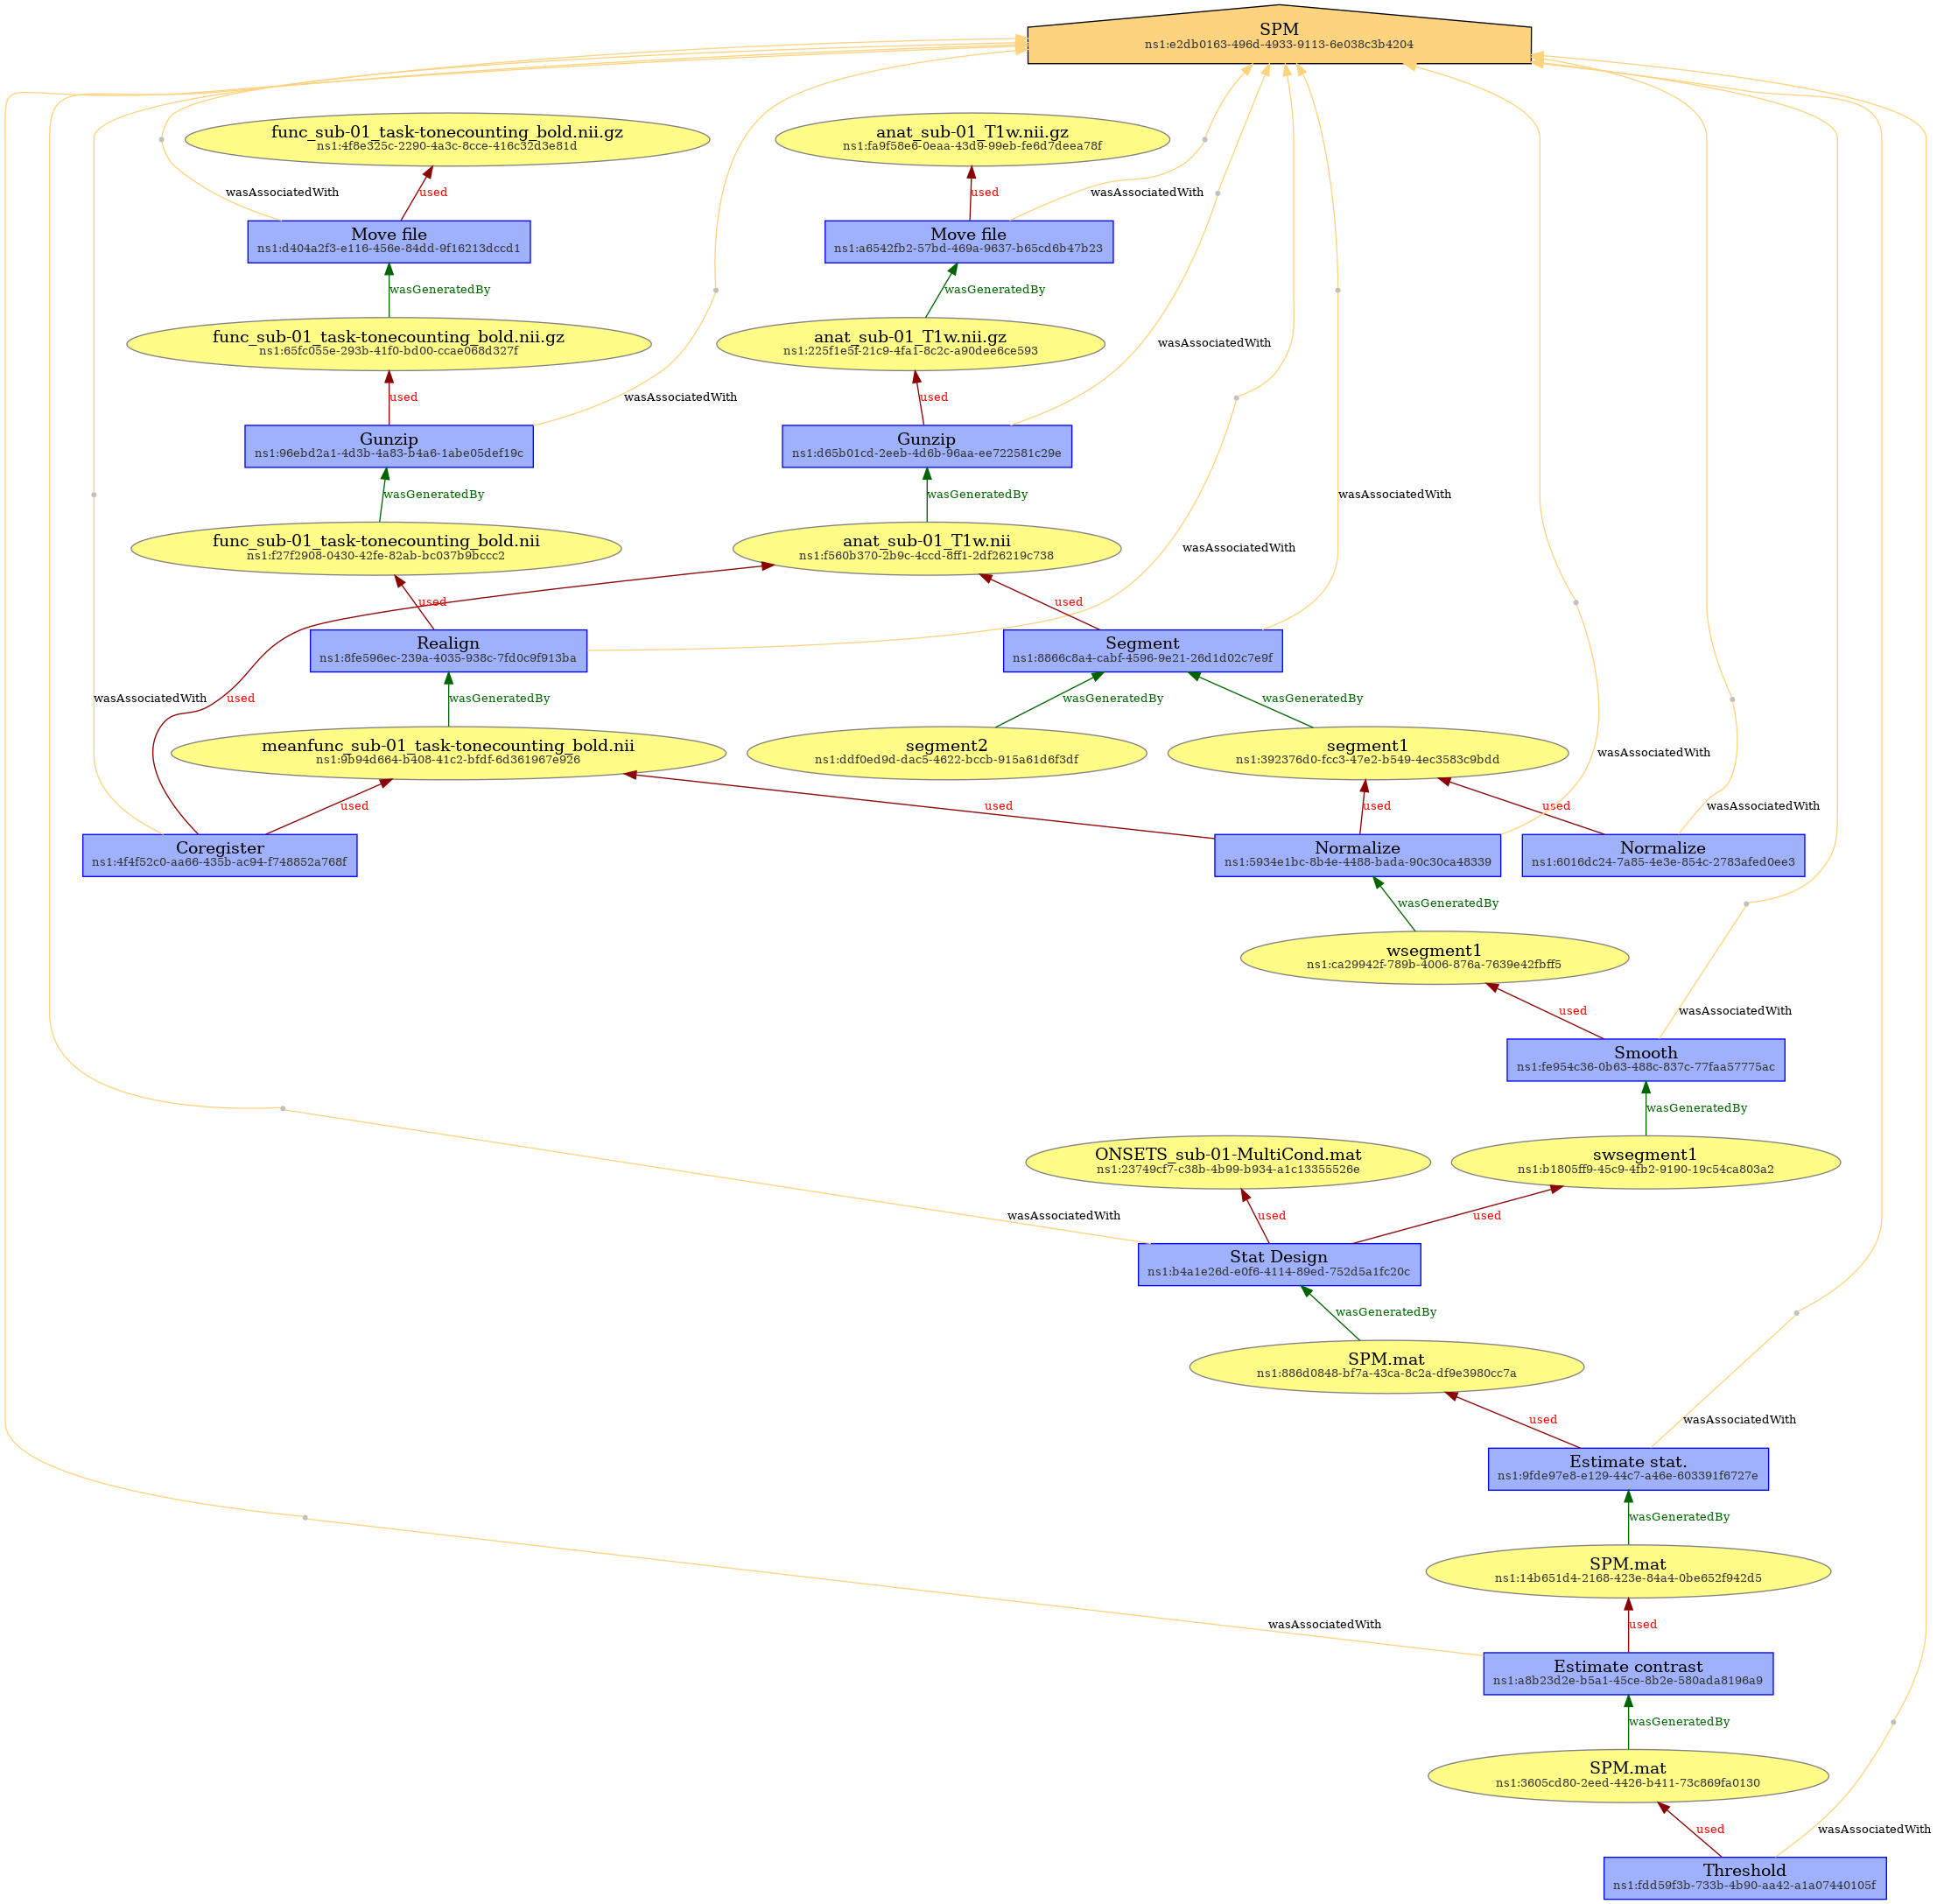 SPM
ns1:e2db0163-496d-4933-9113-6e038c3b4204
func_sub-01_task-tonecounting_bold.nii.gz
ns1:4f8e325c-2290-4a3c-8cce-416c32d3e81d
anat_sub-01_T1w.nii.gz
ns1:fa9f58e6-0eaa-43d9-99eb-fe6d7deea78f
wasAssociatedWith
used
used
wasAssociatedWith
Move file
ns1:d404a2f3-e116-456e-84dd-9f16213dccd1
Move file
ns1:a6542fb2-57bd-469a-9637-b65cd6b47b23
wasGeneratedBy
wasGeneratedBy
func_sub-01_task-tonecounting_bold.nii.gz
ns1:65fc055e-293b-41f0-bd00-ccae068d327f
anat_sub-01_T1w.nii.gz
ns1:225f1e5f-21c9-4fa1-8c2c-a90dee6ce593
wasAssociatedWith
used
wasAssociatedWith
used
Gunzip
ns1:96ebd2a1-4d3b-4a83-b4a6-1abe05def19c
Gunzip
ns1:d65b01cd-2eeb-4d6b-96aa-ee722581c29e
wasGeneratedBy
wasGeneratedBy
wasAssociatedWith
func_sub-01_task-tonecounting_bold.nii
ns1:f27f2908-0430-42fe-82ab-bc037b9bccc2
anat_sub-01_T1w.nii
ns1:f560b370-2b9c-4ccd-8ff1-2df26219c738
wasAssociatedWith
used
used
Realign
ns1:8fe596ec-239a-4035-938c-7fd0c9f913ba
Segment
ns1:8866c8a4-cabf-4596-9e21-26d1d02c7e9f
wasAssociatedWith
used
wasGeneratedBy
wasGeneratedBy
wasGeneratedBy
meanfunc_sub-01_task-tonecounting_bold.nii
ns1:9b94d664-b408-41c2-bfdf-6d361967e926
segment2
ns1:ddf0ed9d-dac5-4622-bccb-915a61d6f3df
segment1
ns1:392376d0-fcc3-47e2-b549-4ec3583c9bdd
wasAssociatedWith
used
used
used
used
wasAssociatedWith
Coregister
ns1:4f4f52c0-aa66-435b-ac94-f748852a768f
Normalize
ns1:5934e1bc-8b4e-4488-bada-90c30ca48339
Normalize
ns1:6016dc24-7a85-4e3e-854c-2783afed0ee3
wasGeneratedBy
wsegment1
ns1:ca29942f-789b-4006-876a-7639e42fbff5
used
wasAssociatedWith
Smooth
ns1:fe954c36-0b63-488c-837c-77faa57775ac
wasGeneratedBy
ONSETS_sub-01-MultiCond.mat
ns1:23749cf7-c38b-4b99-b934-a1c13355526e
swsegment1
ns1:b1805ff9-45c9-4fb2-9190-19c54ca803a2
wasAssociatedWith
used
used
Stat Design
ns1:b4a1e26d-e0f6-4114-89ed-752d5a1fc20c
wasGeneratedBy
SPM.mat
ns1:886d0848-bf7a-43ca-8c2a-df9e3980cc7a
used
wasAssociatedWith
Estimate stat.
ns1:9fde97e8-e129-44c7-a46e-603391f6727e
wasGeneratedBy
SPM.mat
ns1:14b651d4-2168-423e-84a4-0be652f942d5
wasAssociatedWith
used
Estimate contrast
ns1:a8b23d2e-b5a1-45ce-8b2e-580ada8196a9
wasGeneratedBy
SPM.mat
ns1:3605cd80-2eed-4426-b411-73c869fa0130
used
wasAssociatedWith
Threshold
ns1:fdd59f3b-733b-4b90-aa42-a1a07440105f